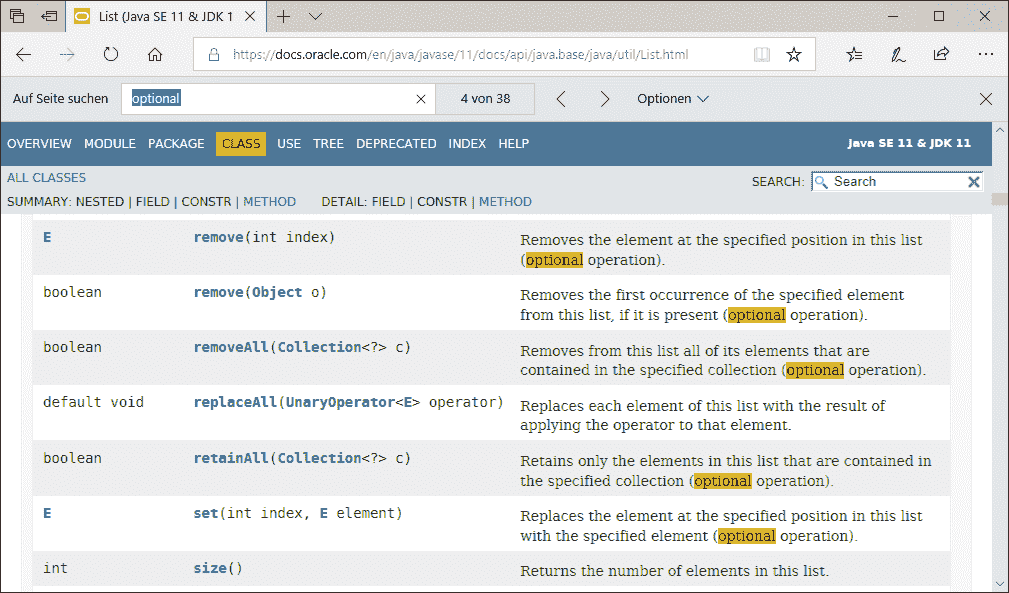 List (Java SE 11 & JDK 1
https://docs.oracle.com/en/java/javase/11/docs/api/java.base/java/util/List.html
Auf Seite suchen optional 4 von 38 Optionen
OVERVIEW MODULE PACKAGE CLASS USE TREE DEPRECATED INDEX HELP Java SE 11 & JDK 11
ALL CLASSES
SEARCH: Search
SUMMARY: NESTED | FIELD | CONSTR | METHOD DETAIL: FIELD | CONSTR | METHOD
E remove(int index) Removes the element at the specified position in this list
(optional operation).
boolean remove(Object o) Removes the first occurrence of the specified element
from this list, if it is present (optional operation).
boolean removeAll(Collection<?> c) Removes from this list all of its elements that are
contained in the specified collection (optional operation).
default void replaceAll(UnaryOperator<E> operator) Replaces each element of this list with the result of
applying the operator to that element.
boolean retainAll(Collection<?> c) Retains only the elements in this list that are contained in
the specified collection (optional operation).
E set(int index, E element) Replaces the element at the specified position in this list
with the specified element (optional operation).
int size() Returns the number of elements in this list.